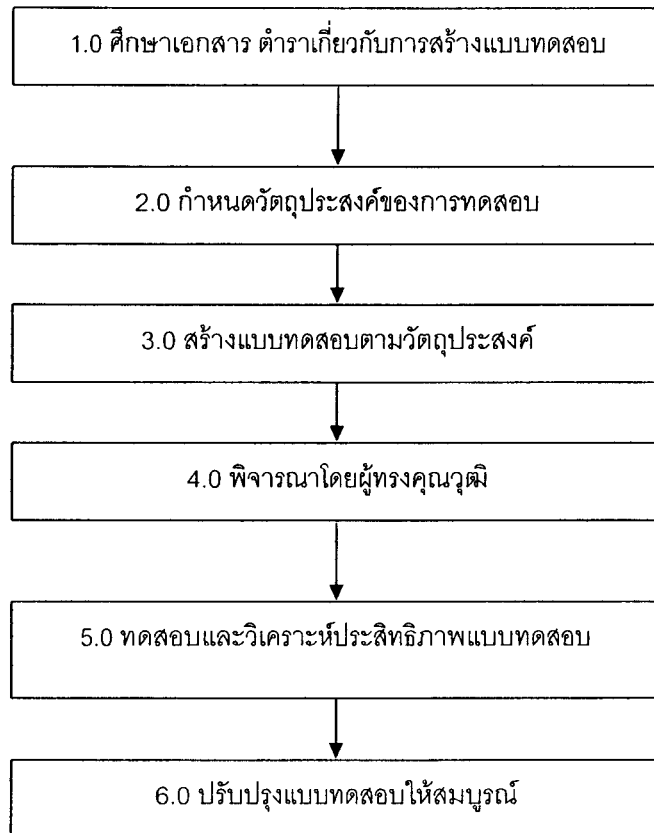 1.0 ศึกษาเอกสาร ตำราเกี่ยวกับการสร้างแบบทดสอบ
2.0 กำหนดวัตถุประสงค์ของการทดสอบ
3.0 สร้างแบบทดสอบตามวัตถุประสงค์
4.0 พิจารณาโดยผู้ทรงคุณวุฒิ
5.0 ทดสอบและวิเคราะห์ประสิทธิภาพแบบทดสอบ
6.0 ปรับปรุงแบบทดสอบให้สมบูรณ์